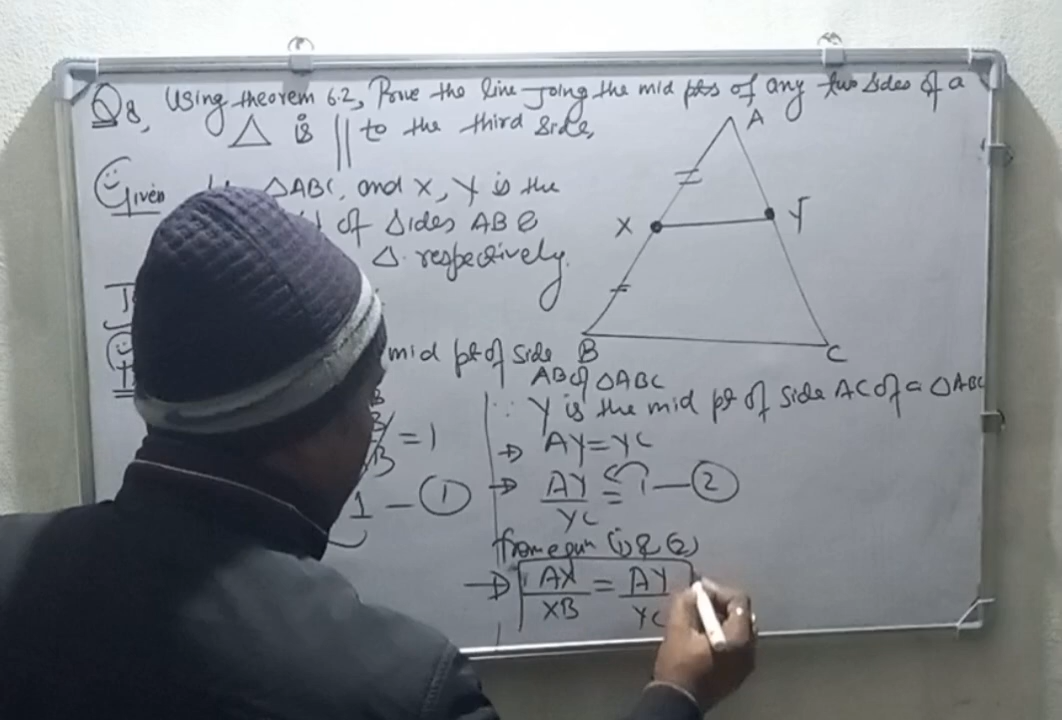 Q8, Using theorem 6.2, Prove the line Joing the mid pts of any two sides of a
△ is || to the third side,
A
Given △ABC, and X, Y is the
of sides AB &
△. respectively.
X
Y
B
C
mid pt of side
AB of △ABC
∵ Y is the mid pt of side AC of a △ABC
= 1
⇒ AY = YC
1 — ①
⇒ AY/YC = 1 — ②
from equn (1) & (2)
⇒ AX/XB = AY/YC